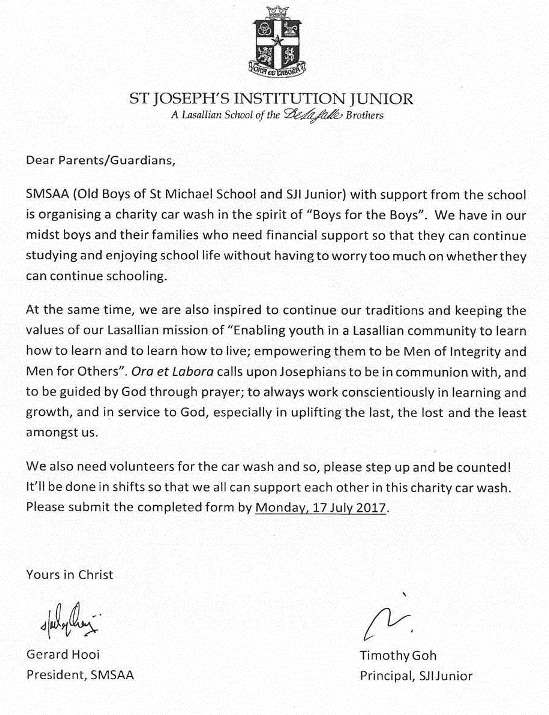 ORA ET LABORA
ST JOSEPH'S INSTITUTION JUNIOR
A Lasallian School of the De La Salle Brothers
Dear Parents/Guardians,
SMSAA (Old Boys of St Michael School and SJI Junior) with support from the school
is organising a charity car wash in the spirit of “Boys for the Boys”. We have in our
midst boys and their families who need financial support so that they can continue
studying and enjoying school life without having to worry too much on whether they
can continue schooling.
At the same time, we are also inspired to continue our traditions and keeping the
values of our Lasallian mission of “Enabling youth in a Lasallian community to learn
how to learn and to learn how to live; empowering them to be Men of Integrity and
Men for Others”. Ora et Labora calls upon Josephians to be in communion with, and
to be guided by God through prayer; to always work conscientiously in learning and
growth, and in service to God, especially in uplifting the last, the lost and the least
amongst us.
We also need volunteers for the car wash and so, please step up and be counted!
It'll be done in shifts so that we all can support each other in this charity car wash.
Please submit the completed form by Monday, 17 July 2017.
Yours in Christ
Gerard Hooi
President, SMSAA
Timothy Goh
Principal, SJI Junior